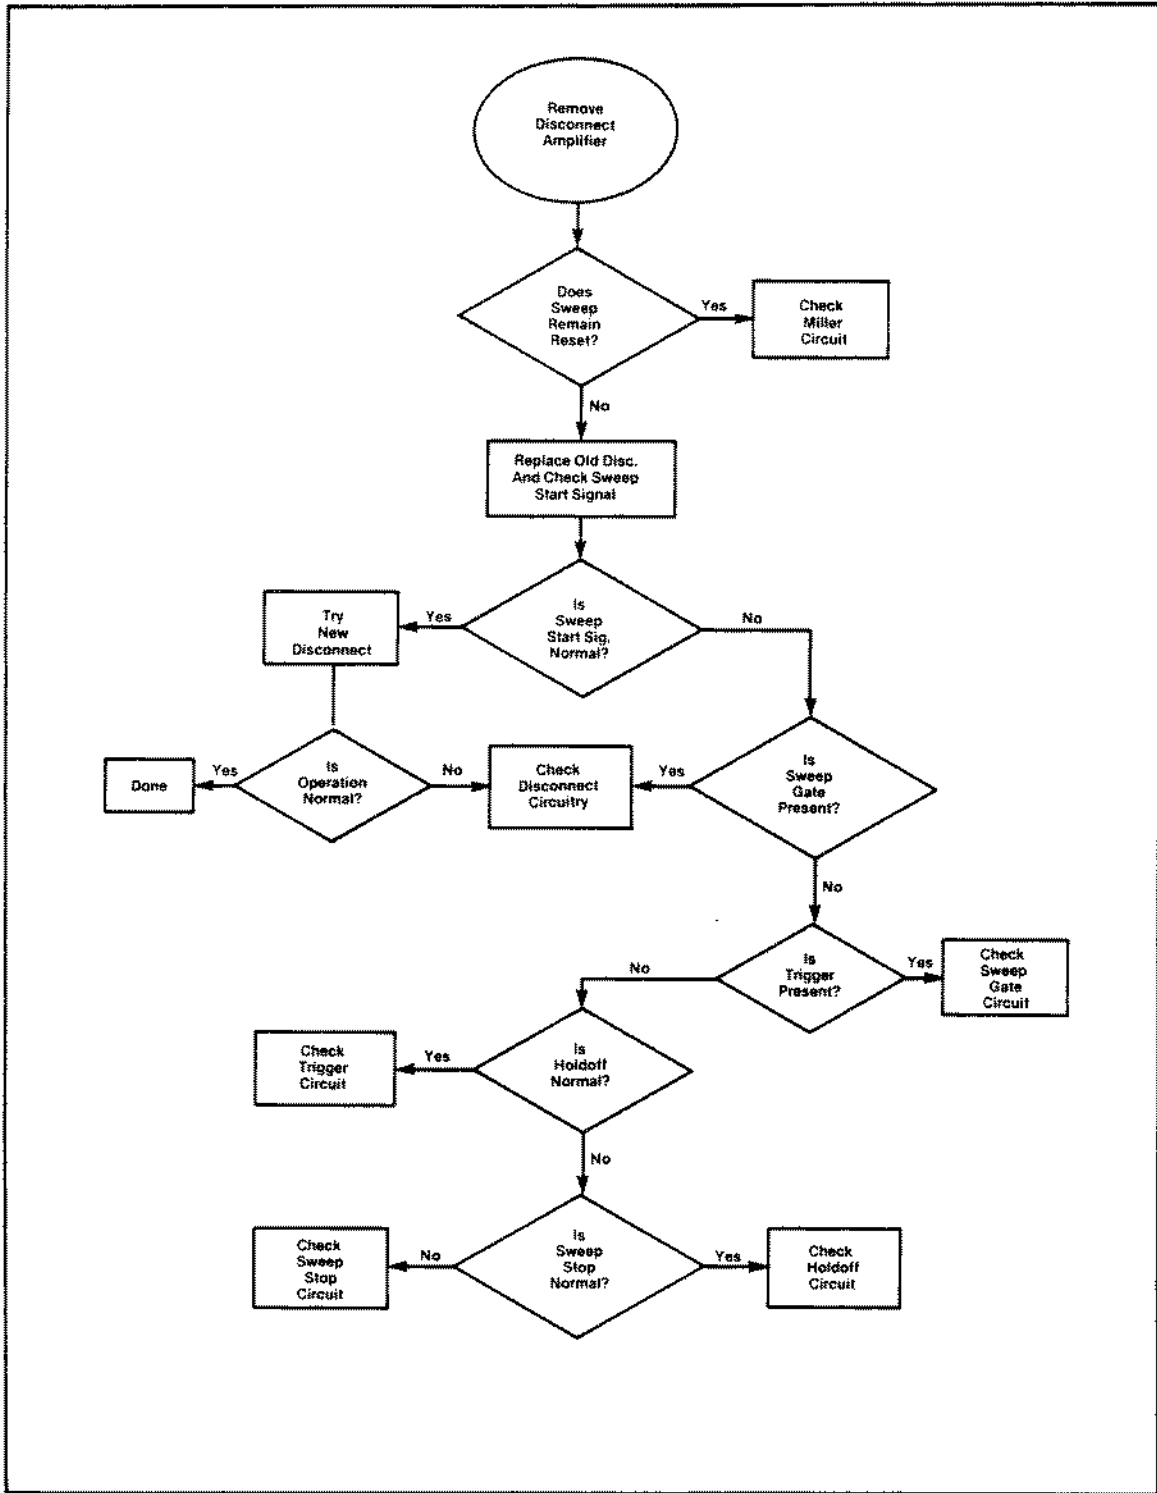 Remove
Disconnect
Amplifier
Does
Sweep
Remain
Reset?
Yes
Check
Miller
Circuit
No
Replace Old Disc.
And Check Sweep
Start Signal
Is
Sweep
Start Sig.
Normal?
Yes
Try
New
Disconnect
No
Is
Operation
Normal?
Yes
Done
No
Check
Disconnect
Circuitry
Yes
Is
Sweep
Gate
Present?
No
Is
Trigger
Present?
Yes
Check
Sweep
Gate
Circuit
No
Is
Holdoff
Normal?
Yes
Check
Trigger
Circuit
No
Is
Sweep
Stop
Normal?
No
Check
Sweep
Stop
Circuit
Yes
Check
Holdoff
Circuit